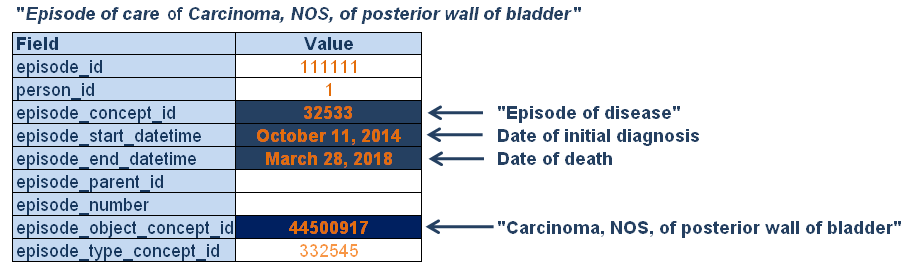 "Episode of care of Carcinoma, NOS, of posterior wall of bladder"
Field Value
episode_id 111111
person_id 1
episode_concept_id 32533 "Episode of disease"
episode_start_datetime October 11, 2014 Date of initial diagnosis
episode_end_datetime March 28, 2018 Date of death
episode_parent_id
episode_number
episode_object_concept_id 44500917 "Carcinoma, NOS, of posterior wall of bladder"
episode_type_concept_id 332545